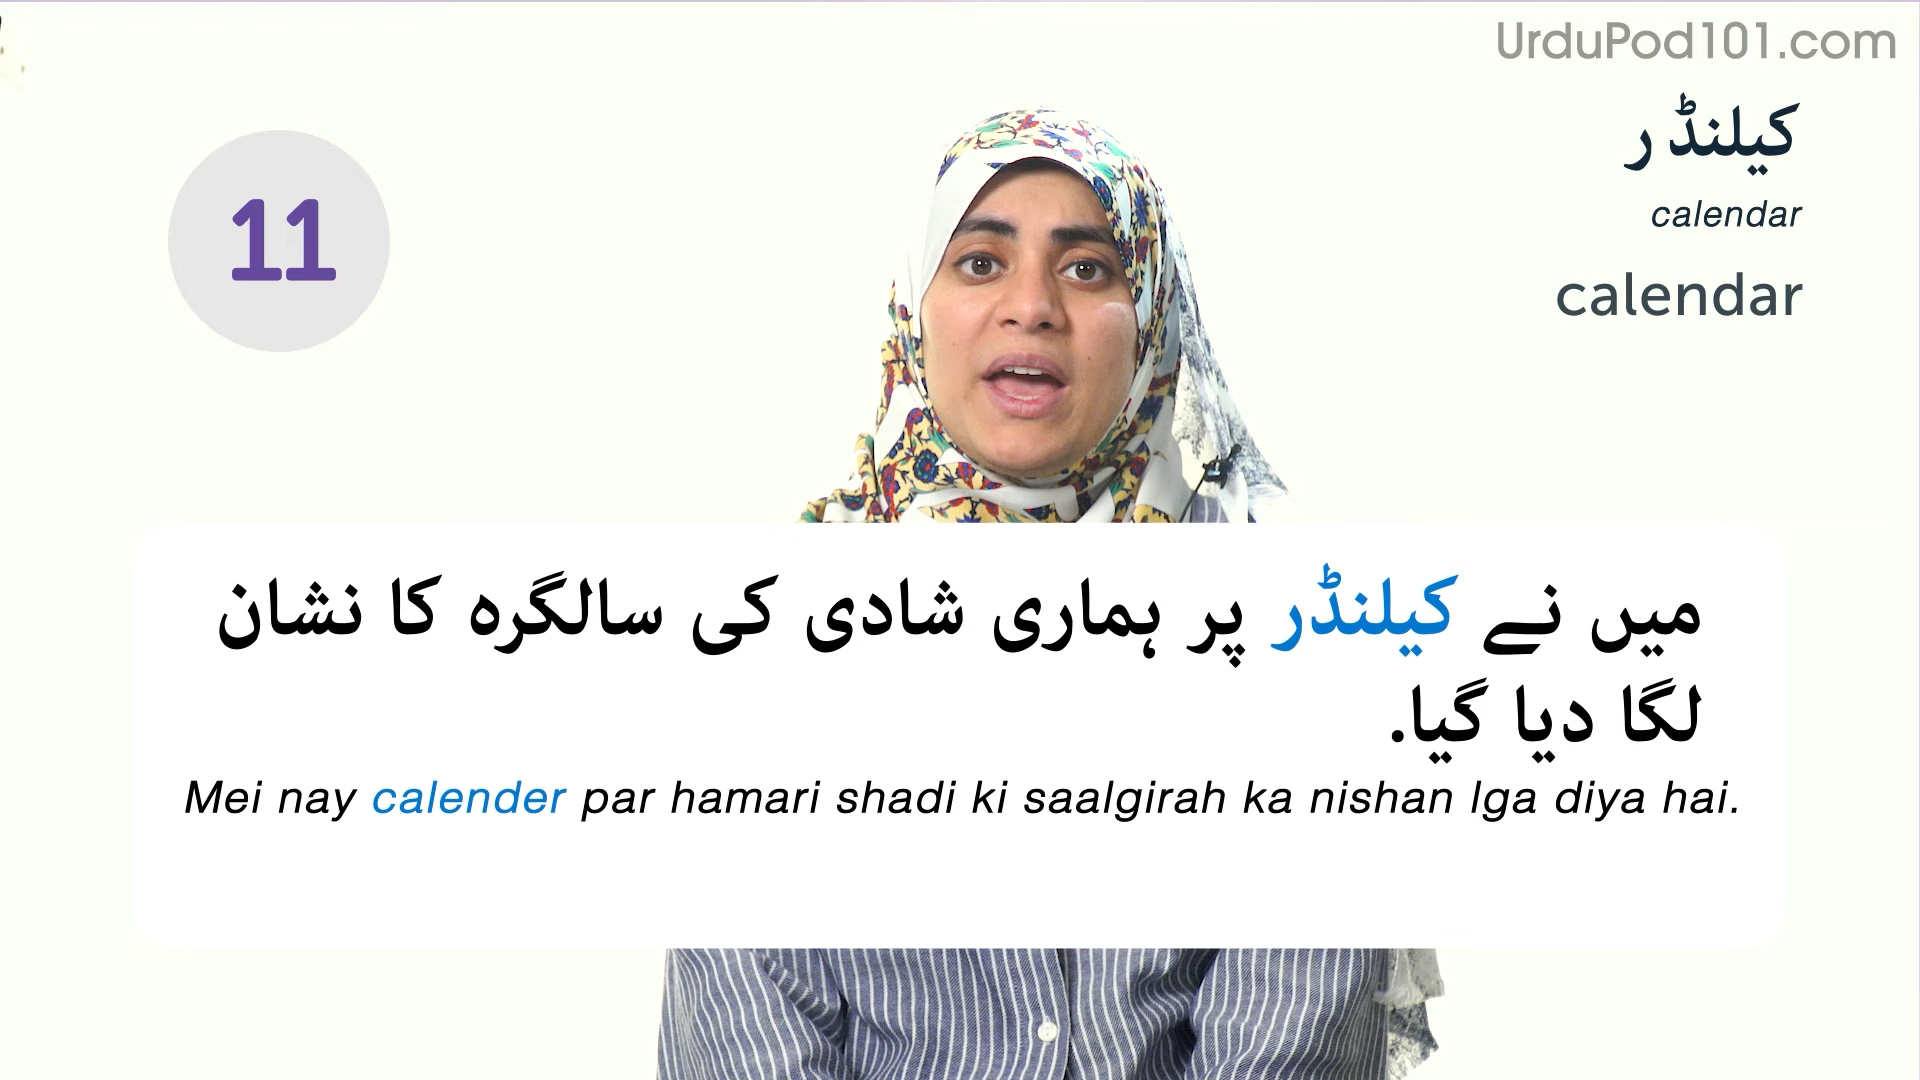 UrduPod101.com
11
کیلنڈ ر
calendar
calendar
میں نے کیلنڈر پر ہماری شادی کی سالگرہ کا نشان
لگا دیا گیا.
Mei nay calender par hamari shadi ki saalgirah ka nishan lga diya hai.